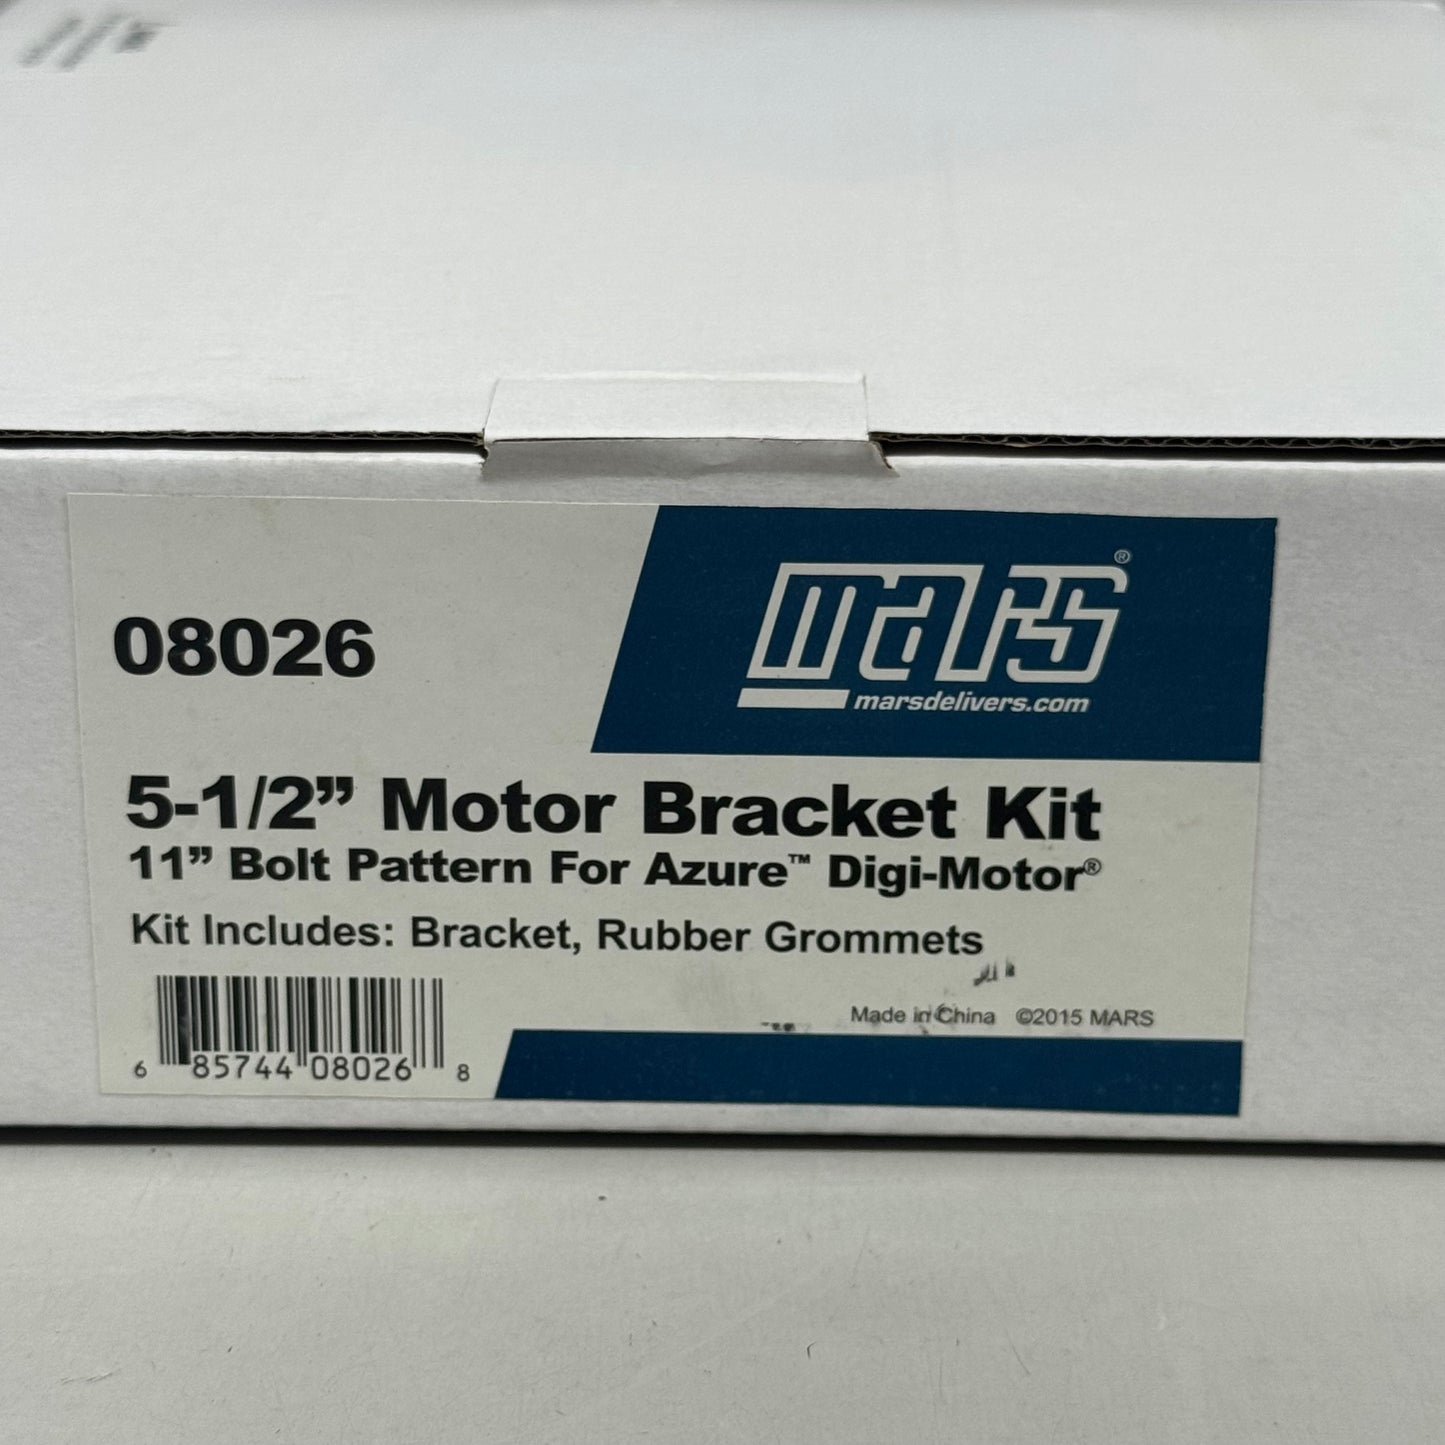 08026
mars®
marsdelivers.com
5-1/2” Motor Bracket Kit
11” Bolt Pattern For Azure™ Digi-Motor®
Kit Includes: Bracket, Rubber Grommets
Made in China ©2015 MARS
6 85744 08026 8